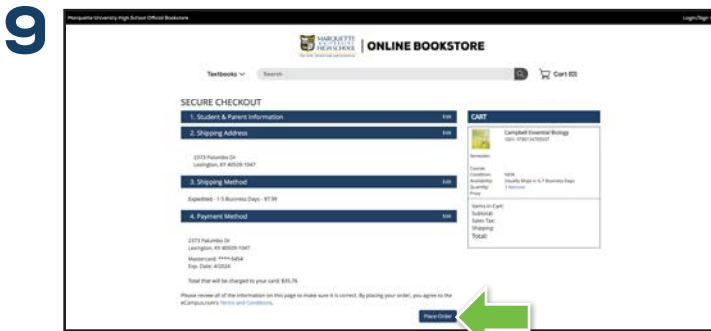 9
Marquette University High School Official Bookstore
Login/Sign
MARQUETTE
UNIVERSITY
HIGH SCHOOL
ONLINE BOOKSTORE
Textbooks
Search
Cart (0)
SECURE CHECKOUT
1. Student & Parent Information Edit
2. Shipping Address Edit
2373 Palumbo Dr
Lexington, KY 40509-1047
3. Shipping Method Edit
Expedited - 1-5 Business Days - $7.99
4. Payment Method Edit
2373 Palumbo Dr
Lexington, KY 40509-1047
Mastercard: ****-5454
Exp. Date: 4/2024
Total that will be charged to your card: $35.76
Please review all of the information on this page to make sure it is correct. By placing your order, you agree to the
eCampus.com's Terms and Conditions.
Place Order
CART
Campbell Essential Biology
Semester:
Course:
Condition: NEW
Availability: Usually Ships in 5-7 Business Days
Quantity: 1 Remove
Price:
Items in Cart:
Subtotal:
Sales Tax:
Shipping:
Total: